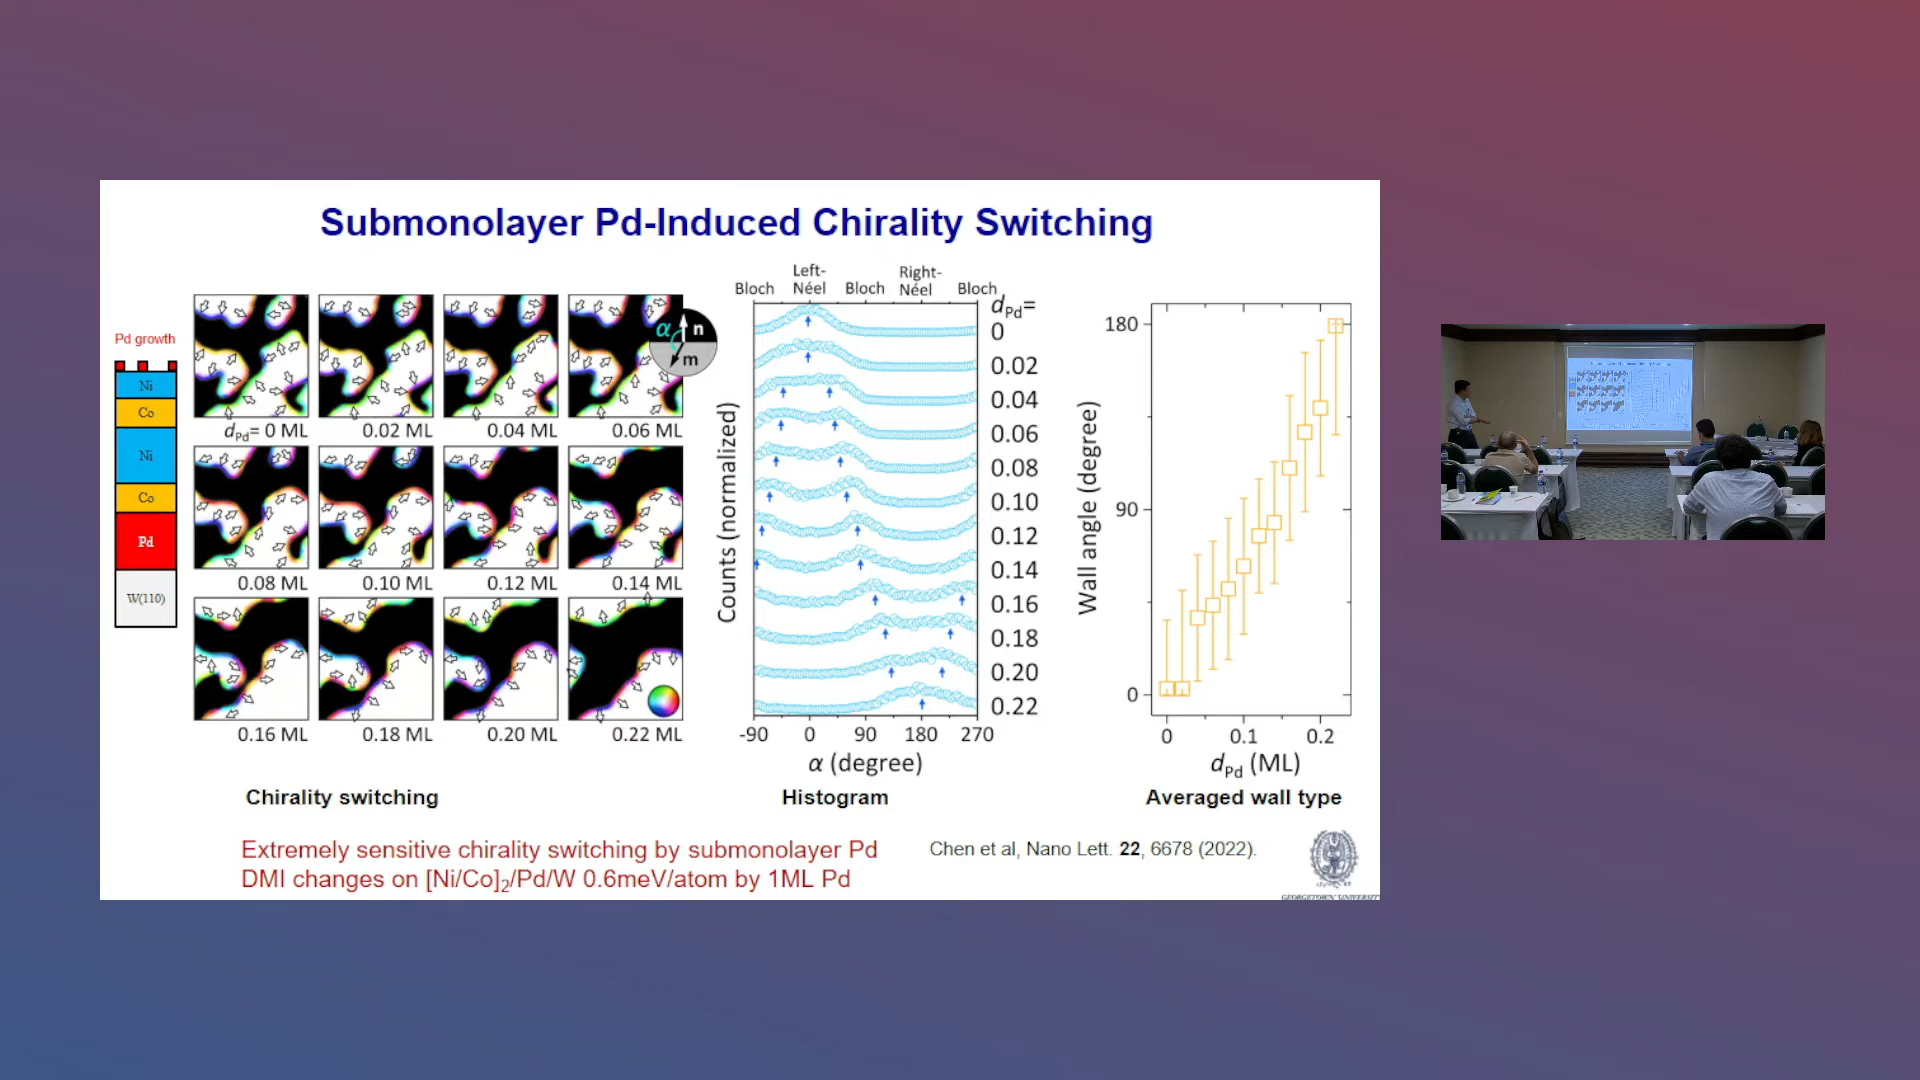 Submonolayer Pd-Induced Chirality Switching
Pd growth
Ni
Co
Ni
Co
Pd
W(110)
α n
m
dPd= 0 ML
0.02 ML
0.04 ML
0.06 ML
0.08 ML
0.10 ML
0.12 ML
0.14 ML
0.16 ML
0.18 ML
0.20 ML
0.22 ML
Chirality switching
Bloch
Left-
Néel
Bloch
Right-
Néel
Bloch
dPd=
0
0.02
0.04
0.06
0.08
0.10
0.12
0.14
0.16
0.18
0.20
0.22
Counts (normalized)
-90 0 90 180 270
α (degree)
Histogram
Wall angle (degree)
180
90
0
0 0.1 0.2
dPd (ML)
Averaged wall type
Extremely sensitive chirality switching by submonolayer Pd
DMI changes on [Ni/Co]2/Pd/W 0.6meV/atom by 1ML Pd
Chen et al, Nano Lett. 22, 6678 (2022).
GEORGETOWN UNIVERSITY